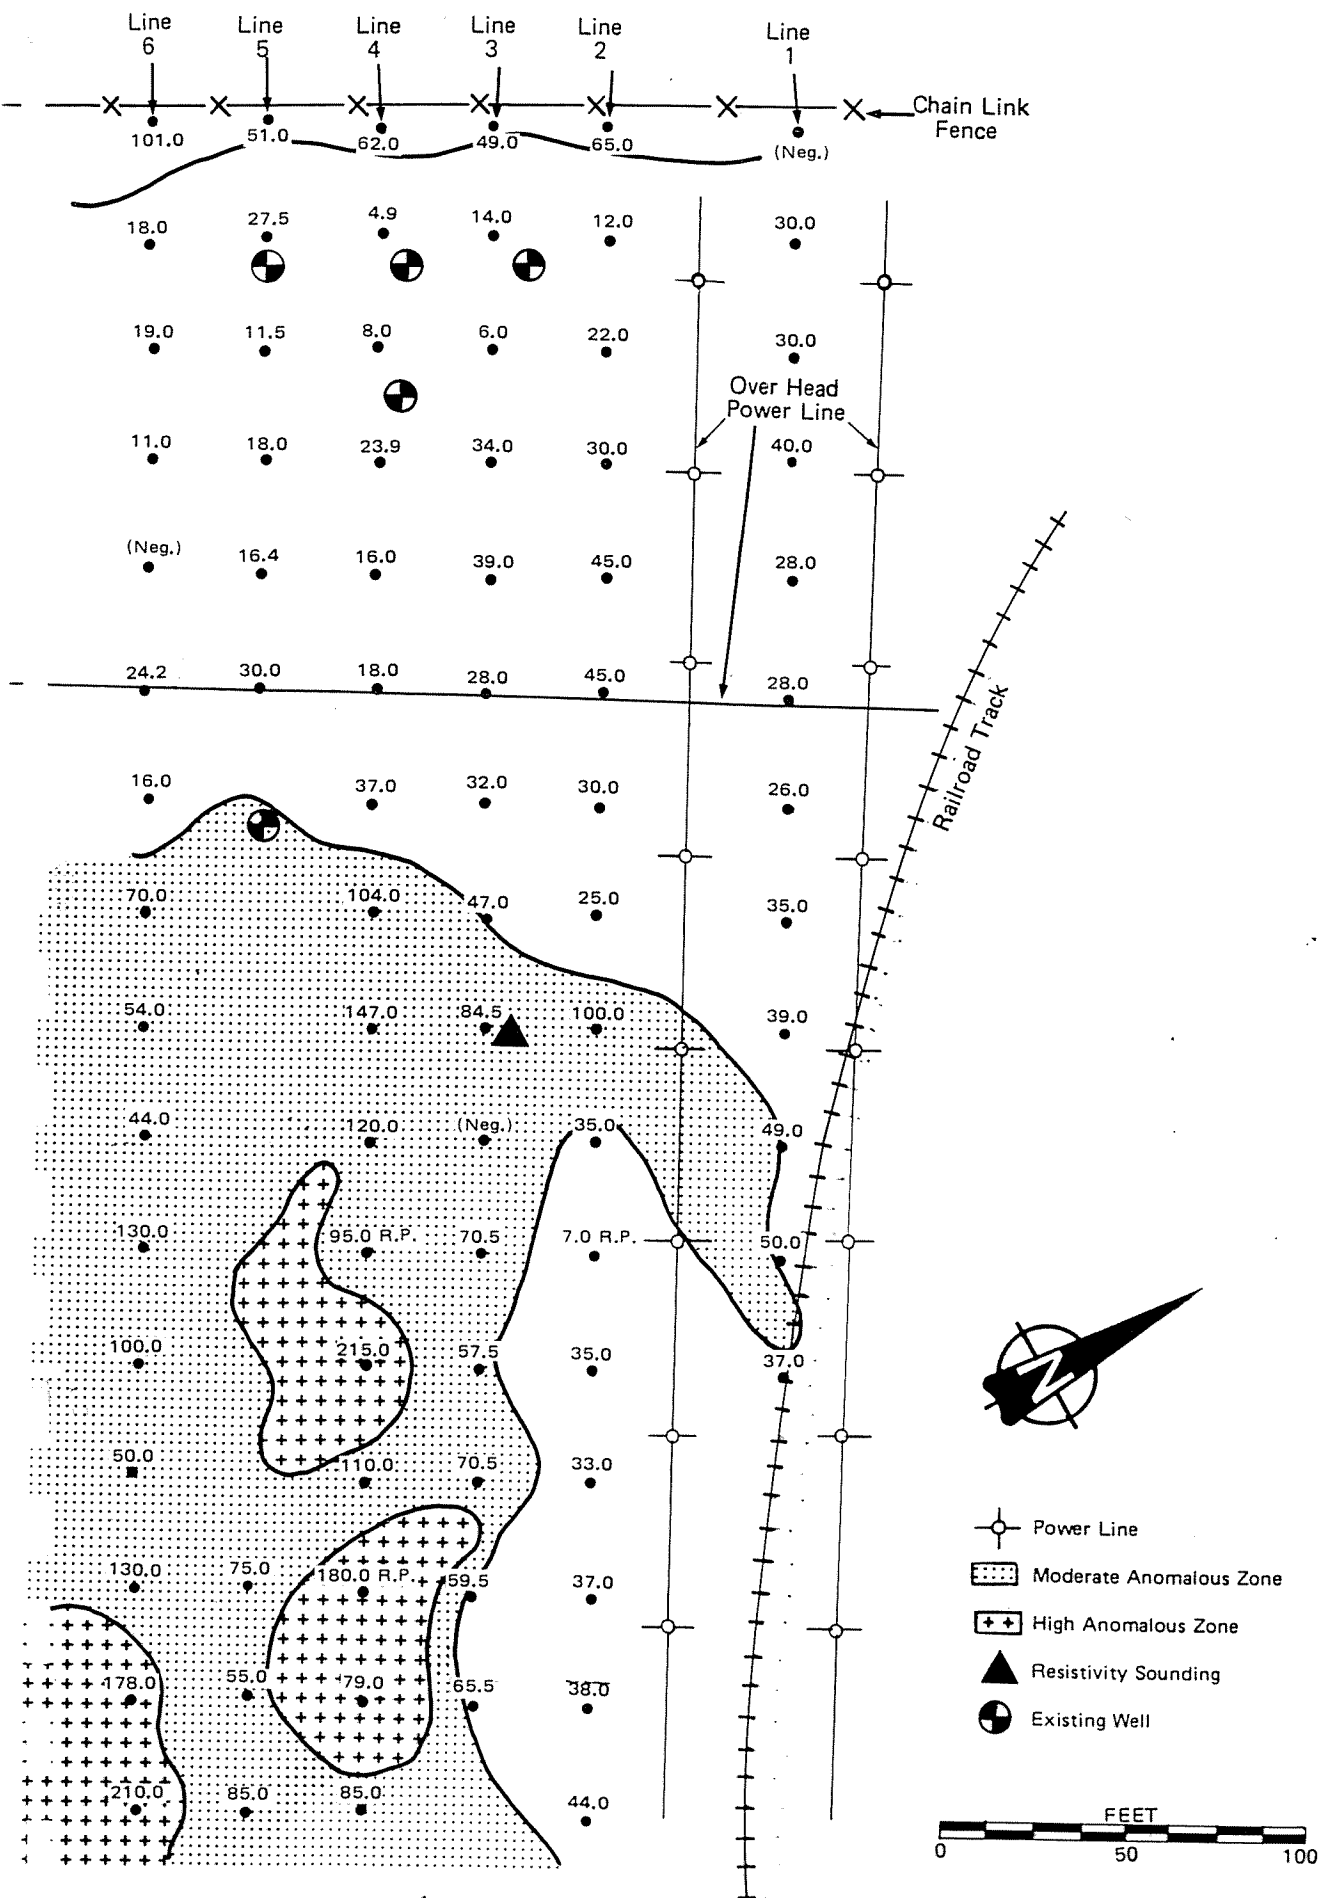 Line 6
Line 5
Line 4
Line 3
Line 2
Line 1
Chain Link
Fence
101.0 51.0 62.0 49.0 65.0 (Neg.)
18.0 27.5 4.9 14.0 12.0 30.0
19.0 11.5 8.0 6.0 22.0 30.0
Over Head
Power Line
11.0 18.0 23.9 34.0 30.0 40.0
(Neg.) 16.4 16.0 39.0 45.0 28.0
24.2 30.0 18.0 28.0 45.0 28.0
Railroad Track
16.0 37.0 32.0 30.0 26.0
70.0 104.0 47.0 25.0 35.0
54.0 147.0 84.5 100.0 39.0
44.0 120.0 (Neg.) 35.0 49.0
130.0 95.0 R.P. 70.5 7.0 R.P. 50.0
100.0 215.0 57.5 35.0 37.0
N
50.0 110.0 70.5 33.0
130.0 75.0 180.0 R.P. 59.5 37.0
178.0 55.0 79.0 65.5 38.0
210.0 85.0 85.0 44.0
Power Line
Moderate Anomalous Zone
High Anomalous Zone
Resistivity Sounding
Existing Well
FEET
0 50 100